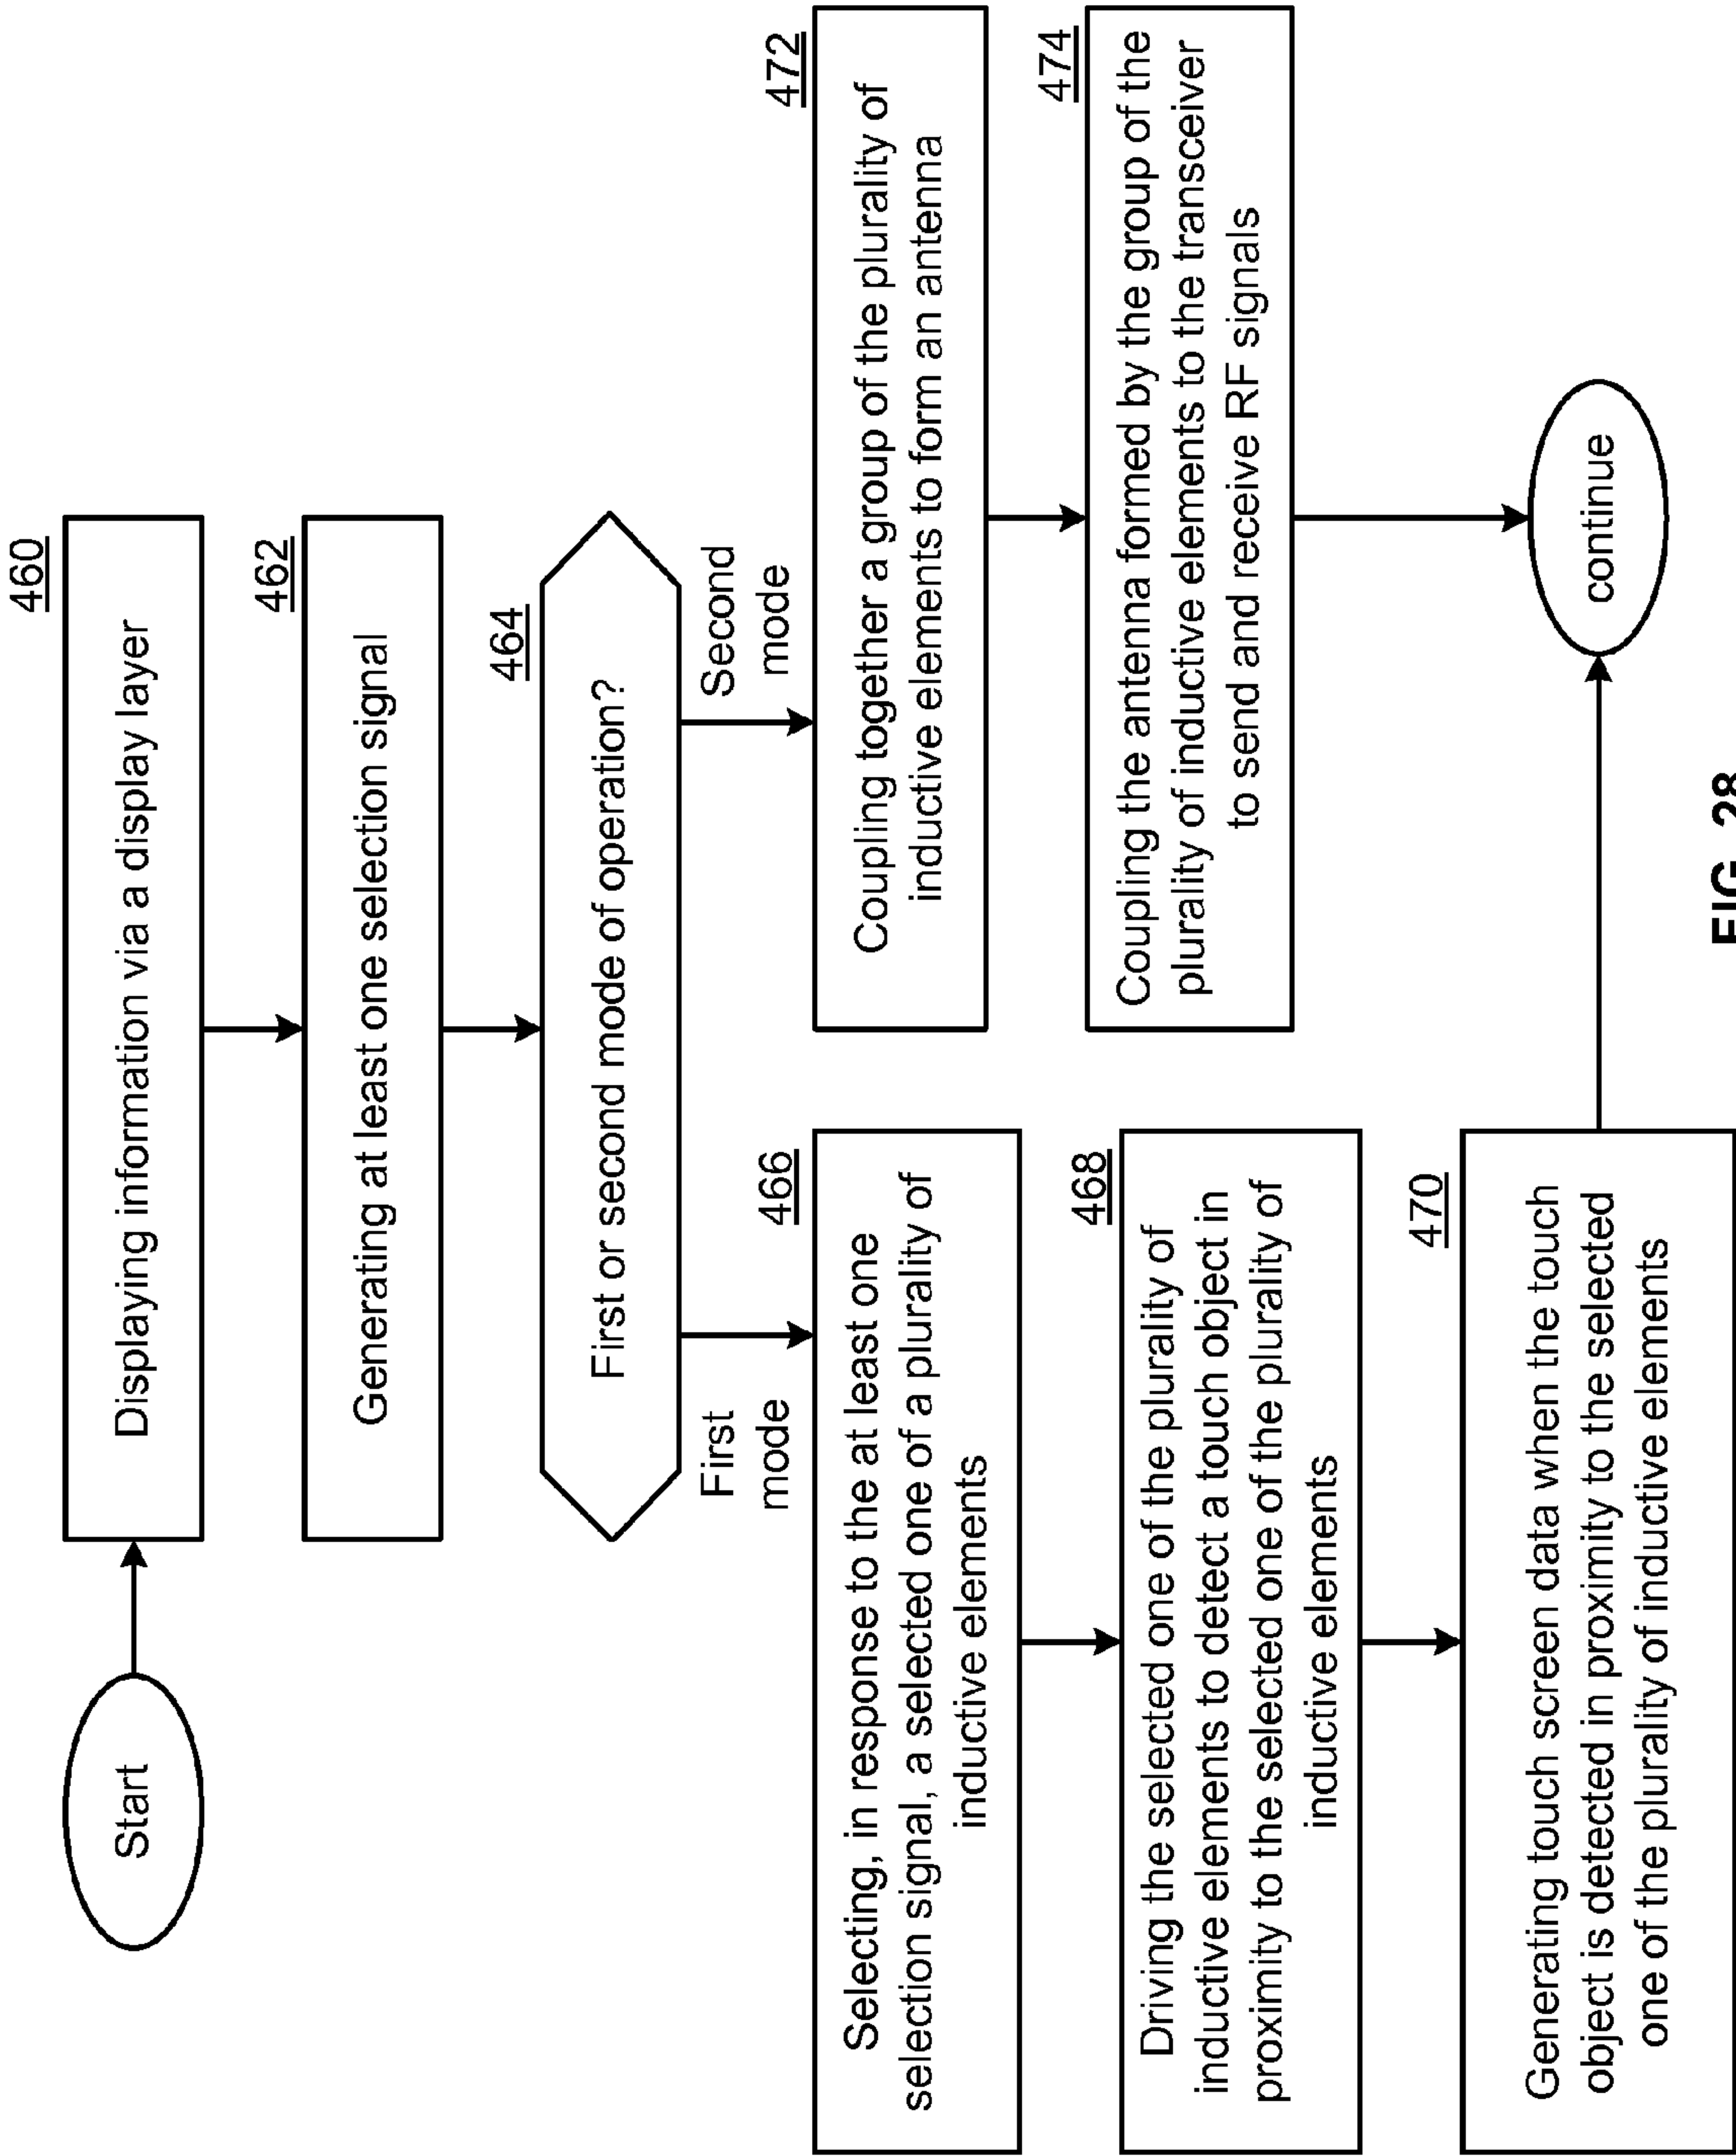 Start
460
Displaying information via a display layer
462
Generating at least one selection signal
464
First or second mode of operation?
First
mode
Second
mode
466
Selecting, in response to the at least one
selection signal, a selected one of a plurality of
inductive elements
468
Driving the selected one of the plurality of
inductive elements to detect a touch object in
proximity to the selected one of the plurality of
inductive elements
470
Generating touch screen data when the touch
object is detected in proximity to the selected
one of the plurality of inductive elements
472
Coupling together a group of the plurality of
inductive elements to form an antenna
474
Coupling the antenna formed by the group of the
plurality of inductive elements to the transceiver
to send and receive RF signals
continue
FIG. 28